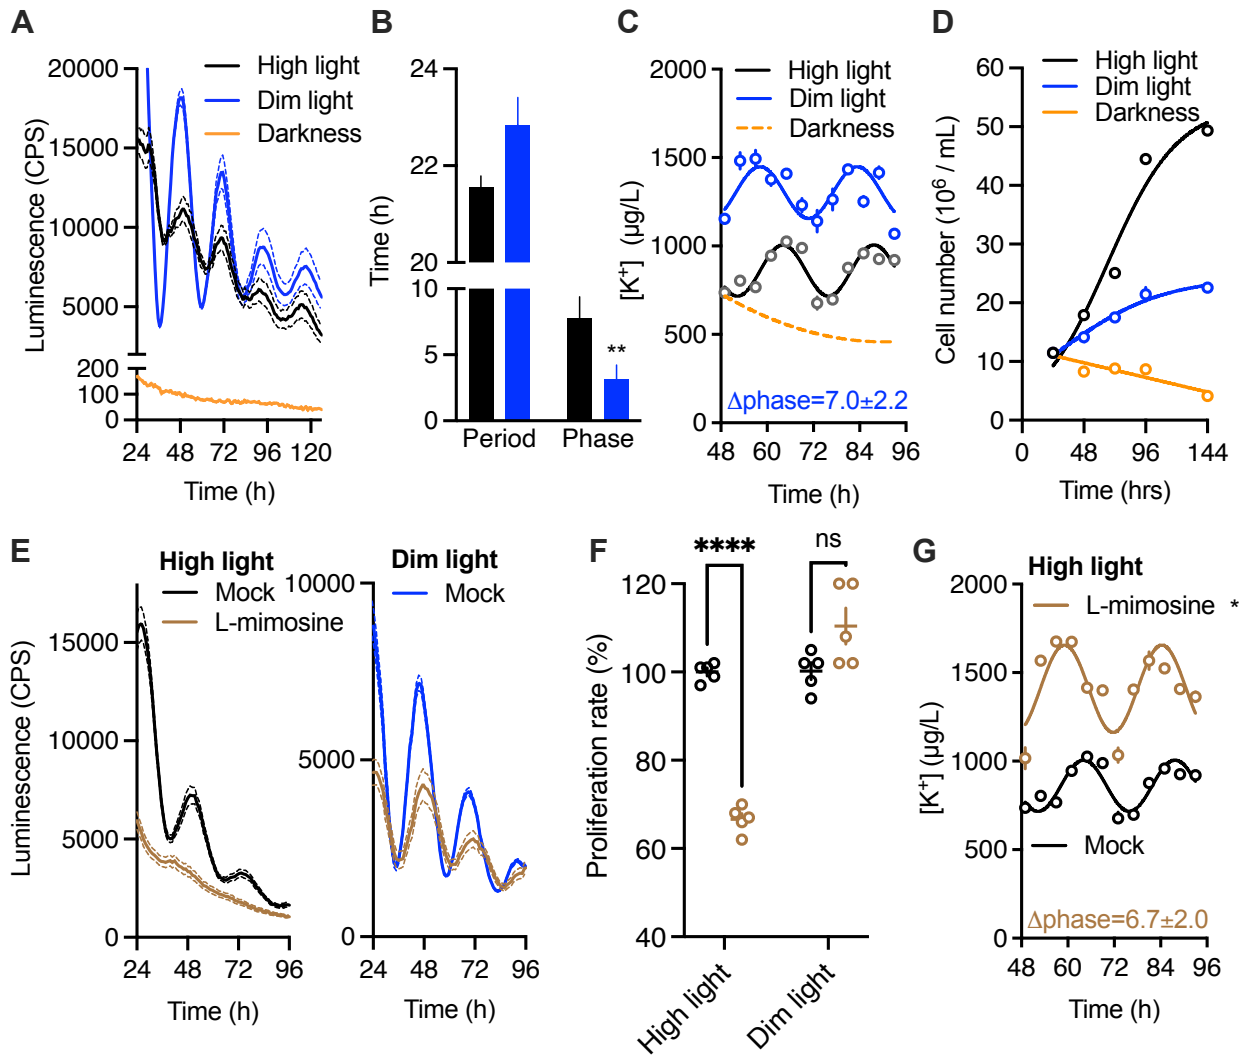 A
Luminescence (CPS)
20000
15000
10000
5000
200
100
0
24 48 72 96 120
Time (h)
High light
Dim light
Darkness
B
Time (h)
24
22
20
10
5
0
**
Period Phase
C
[K+] (µg/L)
2000
1500
1000
500
0
High light
Dim light
Darkness
Δphase=7.0±2.2
48 60 72 84 96
Time (h)
D
Cell number (10⁶ / mL)
60
50
40
30
20
10
0
High light
Dim light
Darkness
0 48 96 144
Time (hrs)
E
High light
Mock
L-mimosine
Luminescence (CPS)
15000
10000
5000
0
24 48 72 96
Time (h)
Dim light
Mock
10000
5000
0
24 48 72 96
Time (h)
F
Proliferation rate (%)
120
100
80
60
40
****
ns
High light
Dim light
G
High light
L-mimosine *
[K+] (µg/L)
2000
1500
1000
500
0
Mock
Δphase=6.7±2.0
48 60 72 84 96
Time (h)